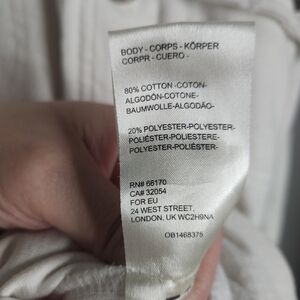 BODY - CORPS - KÖRPER
CORPR - CUERO -
80% COTTON -COTON-
ALGODÓN-COTONE-
BAUMWOLLE-ALGODÃO-
20% POLYESTER-POLYESTER-
POLIÉSTER-POLIESTERE-
POLYESTER-POLIÉSTER-
RN# 66170
CA# 32054
FOR EU
24 WEST STREET,
LONDON, UK WC2H9NA
OB1468375